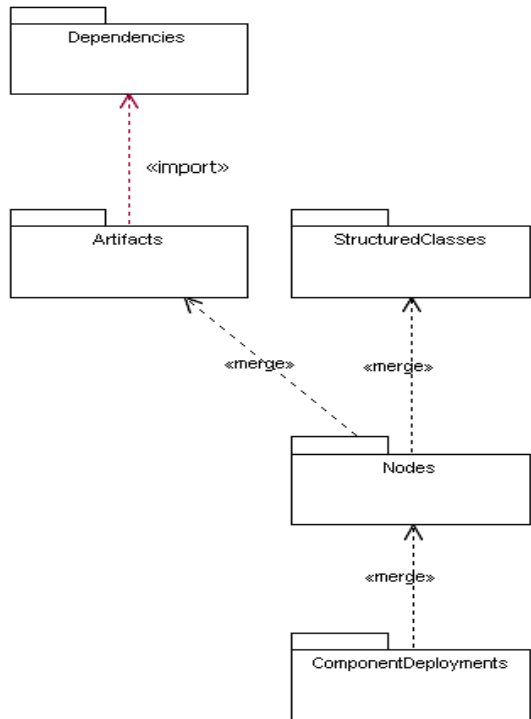 Dependencies
«import»
Artifacts
StructuredClasses
«merge»
«merge»
Nodes
«merge»
ComponentDeployments